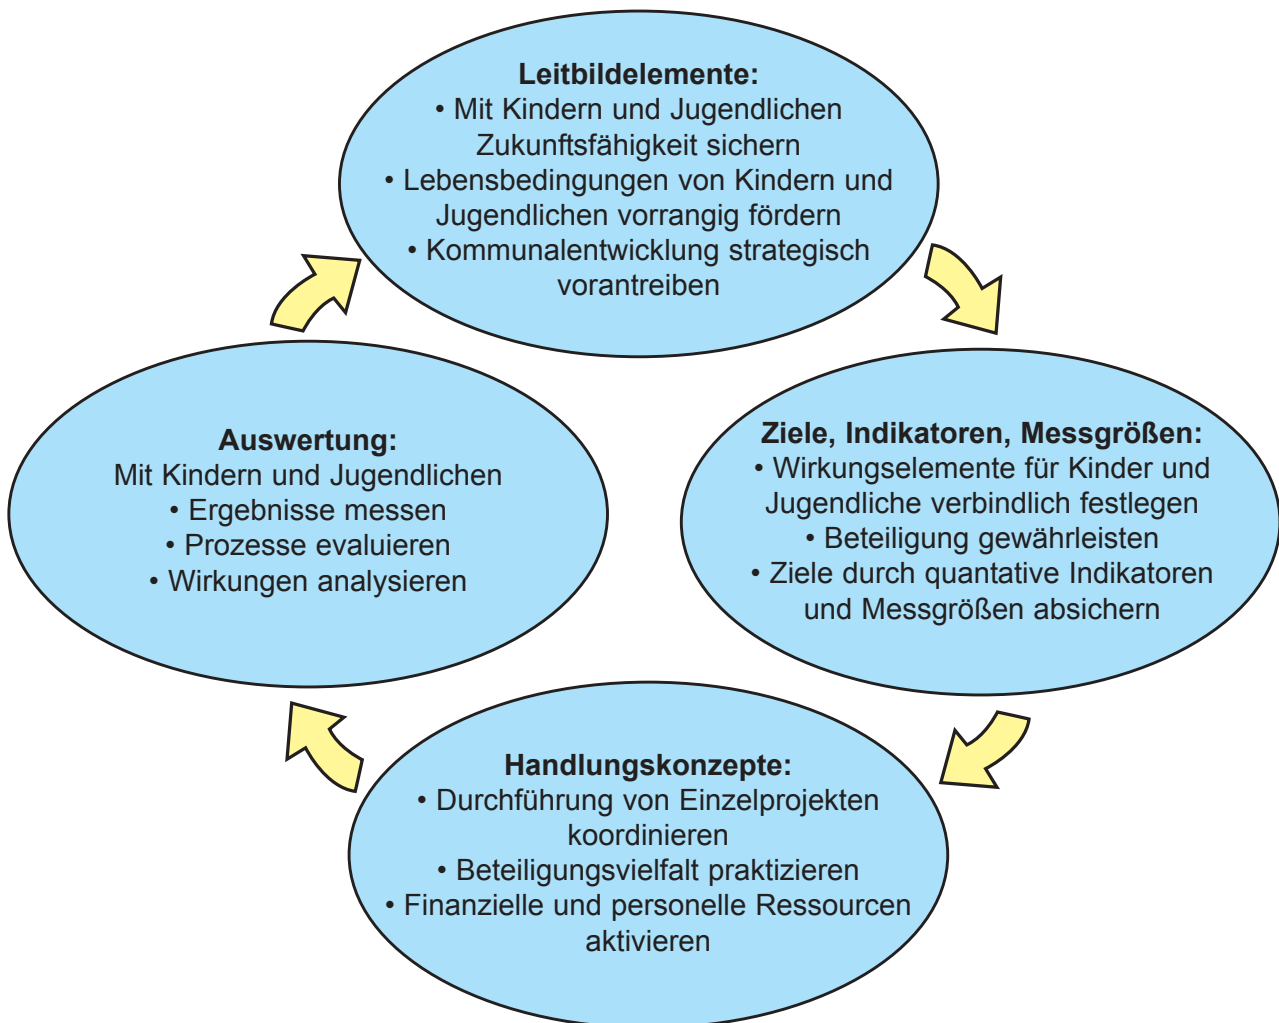 Leitbildelemente:
• Mit Kindern und Jugendlichen
Zukunftsfähigkeit sichern
• Lebensbedingungen von Kindern und
Jugendlichen vorrangig fördern
• Kommunalentwicklung strategisch
vorantreiben
Ziele, Indikatoren, Messgrößen:
• Wirkungselemente für Kinder und
Jugendliche verbindlich festlegen
• Beteiligung gewährleisten
• Ziele durch quantative Indikatoren
und Messgrößen absichern
Handlungskonzepte:
• Durchführung von Einzelprojekten
koordinieren
• Beteiligungsvielfalt praktizieren
• Finanzielle und personelle Ressourcen
aktivieren
Auswertung:
Mit Kindern und Jugendlichen
• Ergebnisse messen
• Prozesse evaluieren
• Wirkungen analysieren